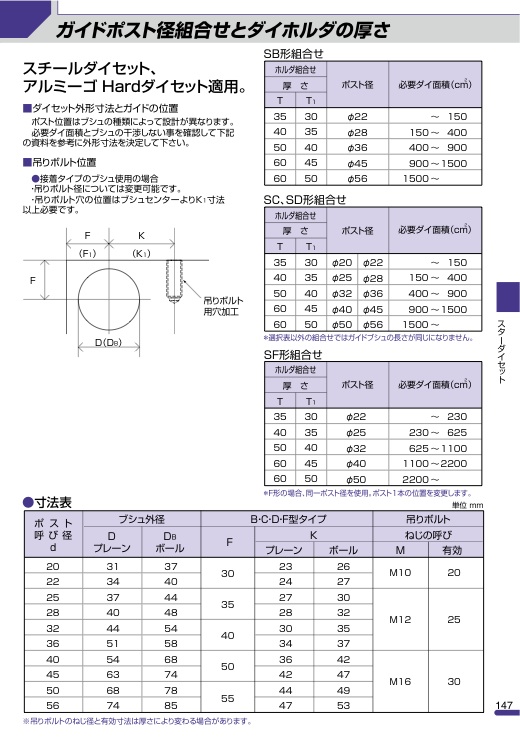 ガイドポスト径組合せとダイホルダの厚さ
スチールダイセット、
アルミーゴ Hardダイセット適用。
■ダイセット外形寸法とガイドの位置
ポスト位置はブシュの種類によって設計が異なります。
必要ダイ面積とブシュの干渉しない事を確認して下記
の資料を参考に外形寸法を決定して下さい。
■吊りボルト位置
●接着タイプのブシュ使用の場合
・吊りボルト径については変更可能です。
・吊りボルト穴の位置はブシュセンターよりK1寸法
以上必要です。
F K
(F1) (K1)
F
吊りボルト
用穴加工
D(DB)
SB形組合せ
ホルダ組合せ
厚 さ ポスト径 必要ダイ面積(c㎡)
T T1
35 30 φ22 ～ 150
40 35 φ28 150～ 400
50 40 φ36 400～ 900
60 45 φ45 900～1500
60 50 φ56 1500～
SC、SD形組合せ
ホルダ組合せ
厚 さ ポスト径 必要ダイ面積(c㎡)
T T1
35 30 φ20 φ22 ～ 150
40 35 φ25 φ28 150～ 400
50 40 φ32 φ36 400～ 900
60 45 φ40 φ45 900～1500
60 50 φ50 φ56 1500～
*選択表以外の組合せではガイドブシュの長さが同じになりません。
SF形組合せ
ホルダ組合せ
厚 さ ポスト径 必要ダイ面積(c㎡)
T T1
35 30 φ22 ～ 230
40 35 φ25 230～ 625
50 40 φ32 625～1100
60 45 φ40 1100～2200
60 50 φ50 2200～
*F形の場合、同一ポスト径を使用、ポスト1本の位置を変更します。
スターダイセット
●寸法表
単位 mm
ポスト 呼び径 d ブシュ外径 B・C・D・F型タイプ 吊りボルト
D プレーン DB ボール F K ねじの呼び
プレーン ボール M 有効
20 31 37 30 23 26 M10 20
22 34 40 24 27
25 37 44 35 27 30 M12 25
28 40 48 28 32
32 44 54 40 30 35
36 51 58 34 37
40 54 68 50 36 42 M16 30
45 63 74 42 47
50 68 78 55 44 49
56 74 85 47 53
※吊りボルトのねじ径と有効寸法は厚さにより変わる場合があります。
147